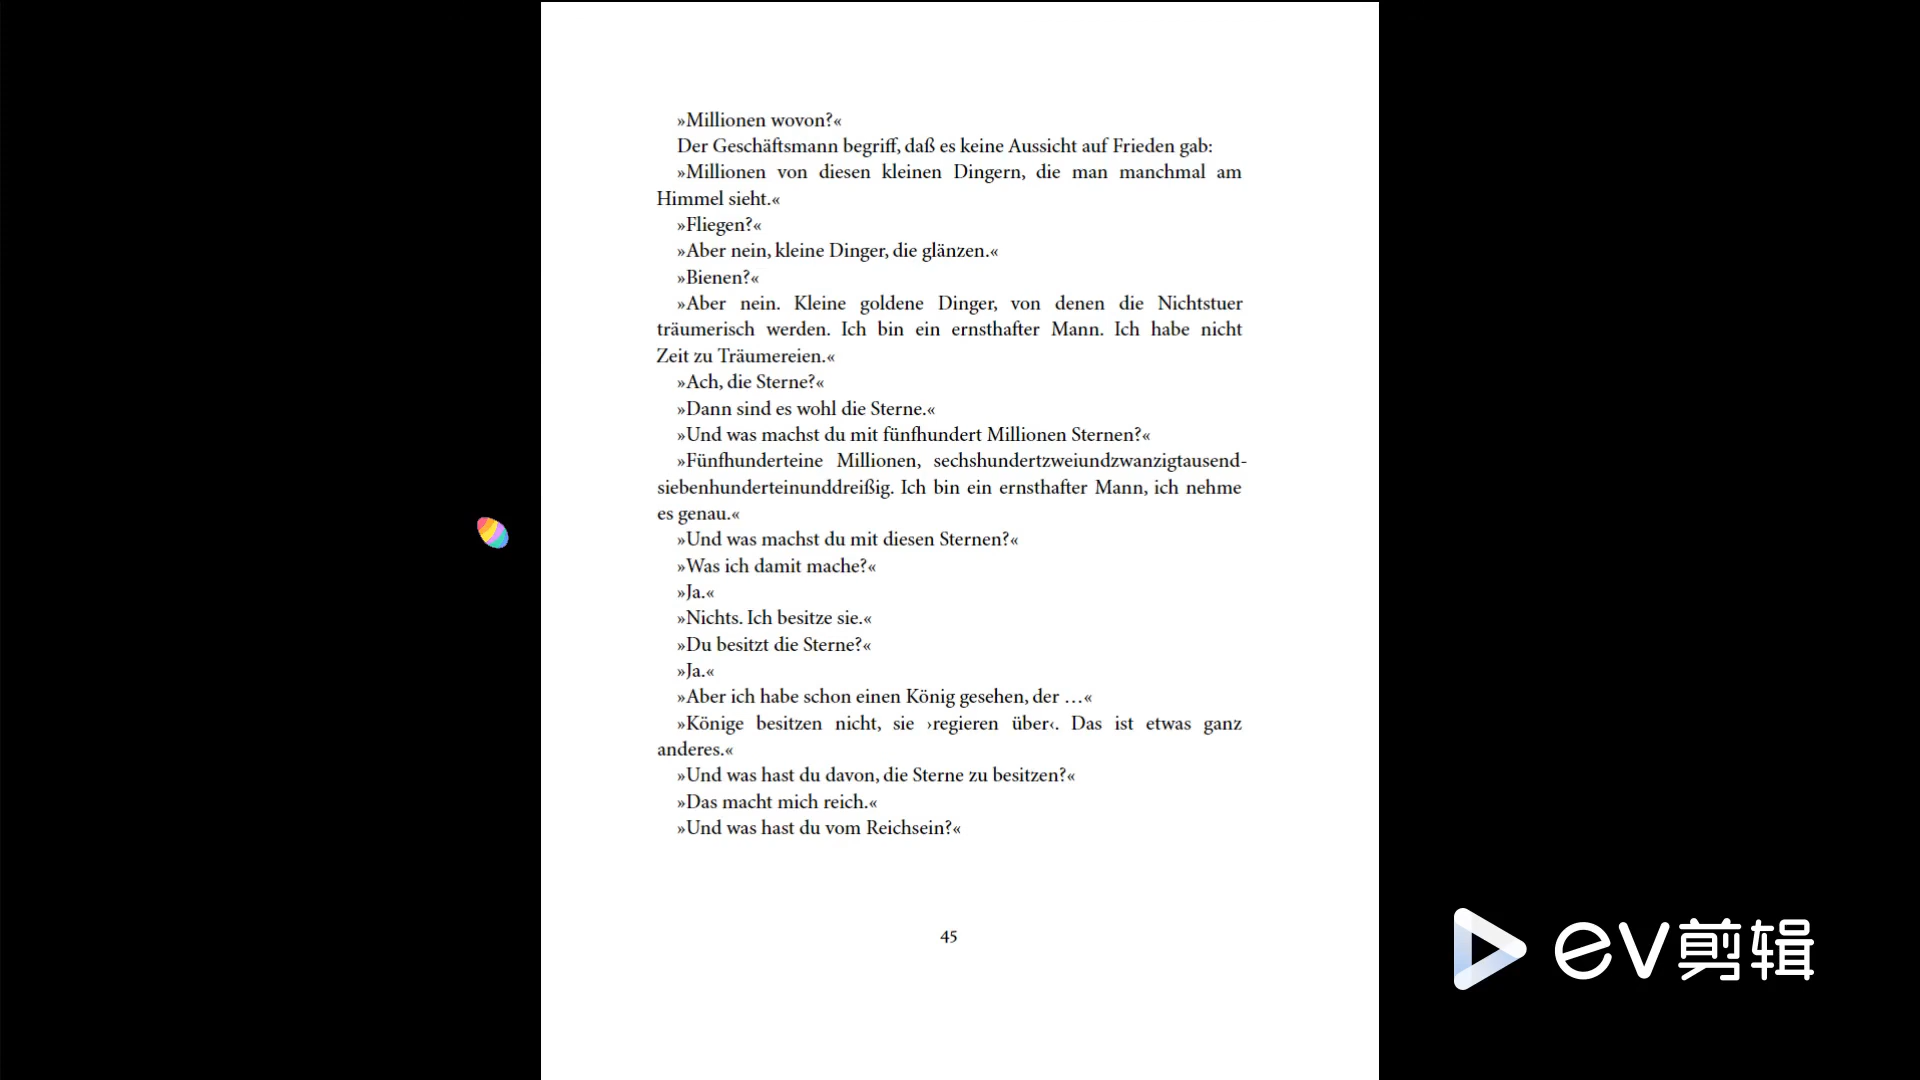 »Millionen wovon?«
Der Geschäftsmann begriff, daß es keine Aussicht auf Frieden gab:
»Millionen von diesen kleinen Dingern, die man manchmal am
Himmel sieht.«
»Fliegen?«
»Aber nein, kleine Dinger, die glänzen.«
»Bienen?«
»Aber nein. Kleine goldene Dinger, von denen die Nichtstuer
träumerisch werden. Ich bin ein ernsthafter Mann. Ich habe nicht
Zeit zu Träumereien.«
»Ach, die Sterne?«
»Dann sind es wohl die Sterne.«
»Und was machst du mit fünfhundert Millionen Sternen?«
»Fünfhunderteine Millionen, sechshundertzweiundzwanzigtausend-
siebenhunderteinunddreißig. Ich bin ein ernsthafter Mann, ich nehme
es genau.«
»Und was machst du mit diesen Sternen?«
»Was ich damit mache?«
»Ja.«
»Nichts. Ich besitze sie.«
»Du besitzt die Sterne?«
»Ja.«
»Aber ich habe schon einen König gesehen, der …«
»Könige besitzen nicht, sie ›regieren über‹. Das ist etwas ganz
anderes.«
»Und was hast du davon, die Sterne zu besitzen?«
»Das macht mich reich.«
»Und was hast du vom Reichsein?«
45
eV剪辑